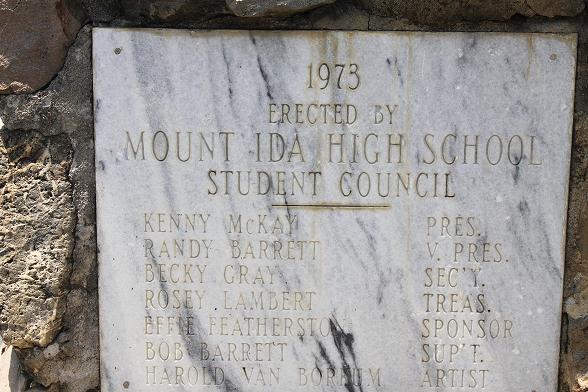 1973
ERECTED BY
MOUNT IDA HIGH SCHOOL
STUDENT COUNCIL
KENNY McKAY PRES.
RANDY BARRETT V. PRES.
BECKY GRAY SEC'Y.
ROSEY LAMBERT TREAS.
EFFIE FEATHERSTON SPONSOR
BOB BARRETT SUP'T.
HAROLD VAN BORKUM ARTIST